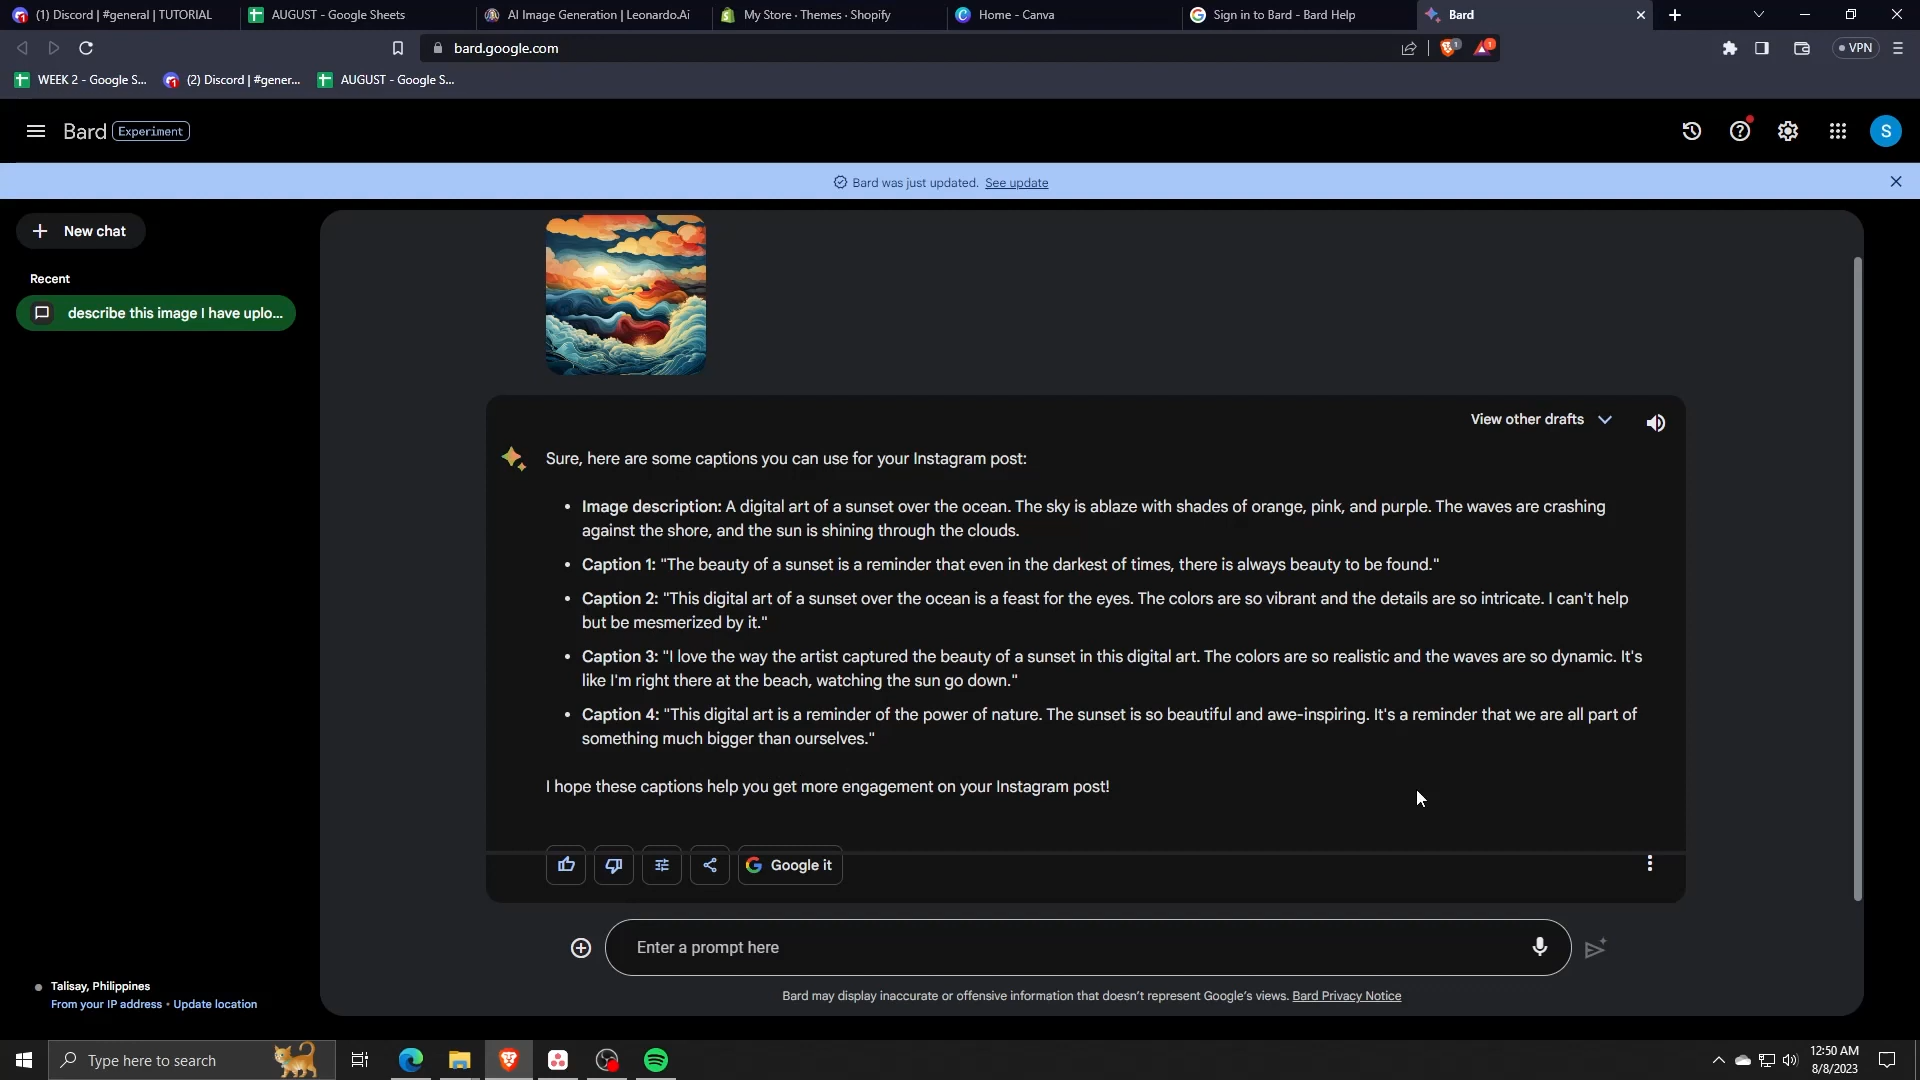 (1) Discord | #general | TUTORIAL
AUGUST - Google Sheets
AI Image Generation | Leonardo.Ai
My Store · Themes · Shopify
Home - Canva
Sign in to Bard - Bard Help
Bard
bard.google.com
VPN
WEEK 2 - Google S...
(2) Discord | #gener...
AUGUST - Google S...
Bard Experiment
S
Bard was just updated. See update
New chat
Recent
describe this image I have uplo...
View other drafts
Sure, here are some captions you can use for your Instagram post:
• Image description: A digital art of a sunset over the ocean. The sky is ablaze with shades of orange, pink, and purple. The waves are crashing
against the shore, and the sun is shining through the clouds.
• Caption 1: "The beauty of a sunset is a reminder that even in the darkest of times, there is always beauty to be found."
• Caption 2: "This digital art of a sunset over the ocean is a feast for the eyes. The colors are so vibrant and the details are so intricate. I can't help
but be mesmerized by it."
• Caption 3: "I love the way the artist captured the beauty of a sunset in this digital art. The colors are so realistic and the waves are so dynamic. It's
like I'm right there at the beach, watching the sun go down."
• Caption 4: "This digital art is a reminder of the power of nature. The sunset is so beautiful and awe-inspiring. It's a reminder that we are all part of
something much bigger than ourselves."
I hope these captions help you get more engagement on your Instagram post!
Google it
Enter a prompt here
Talisay, Philippines
From your IP address • Update location
Bard may display inaccurate or offensive information that doesn't represent Google's views. Bard Privacy Notice
Type here to search
12:50 AM
8/8/2023